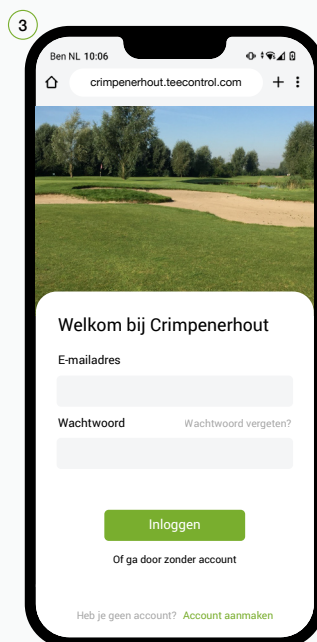 3
Ben NL 10:06
crimpenerhout.teecontrol.com
Welkom bij Crimpenerhout
E-mailadres
Wachtwoord Wachtwoord vergeten?
Inloggen
Of ga door zonder account
Heb je geen account? Account aanmaken